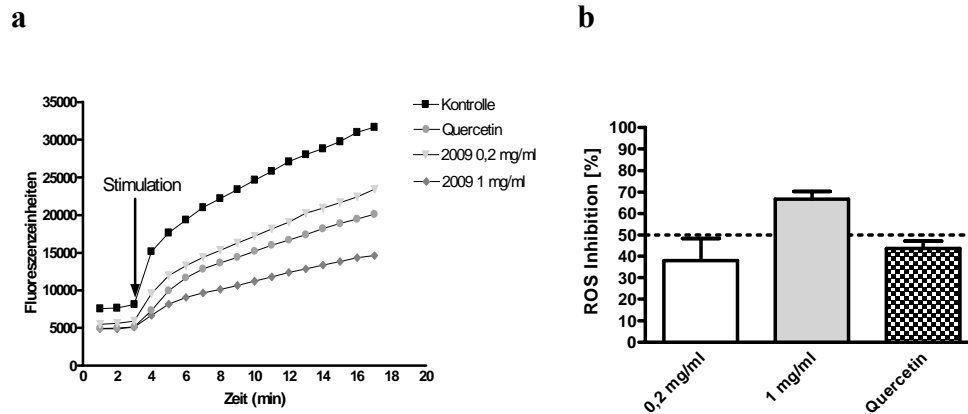 a
35000
30000
25000
20000
15000
10000
5000
0
Fluoreszenzeinheiten
Stimulation
0 2 4 6 8 10 12 14 16 18 20
Zeit (min)
Kontrolle
Quercetin
2009 0,2 mg/ml
2009 1 mg/ml
b
100
90
80
70
60
50
40
30
20
10
0
ROS Inhibition [%]
0,2 mg/ml
1 mg/ml
Quercetin